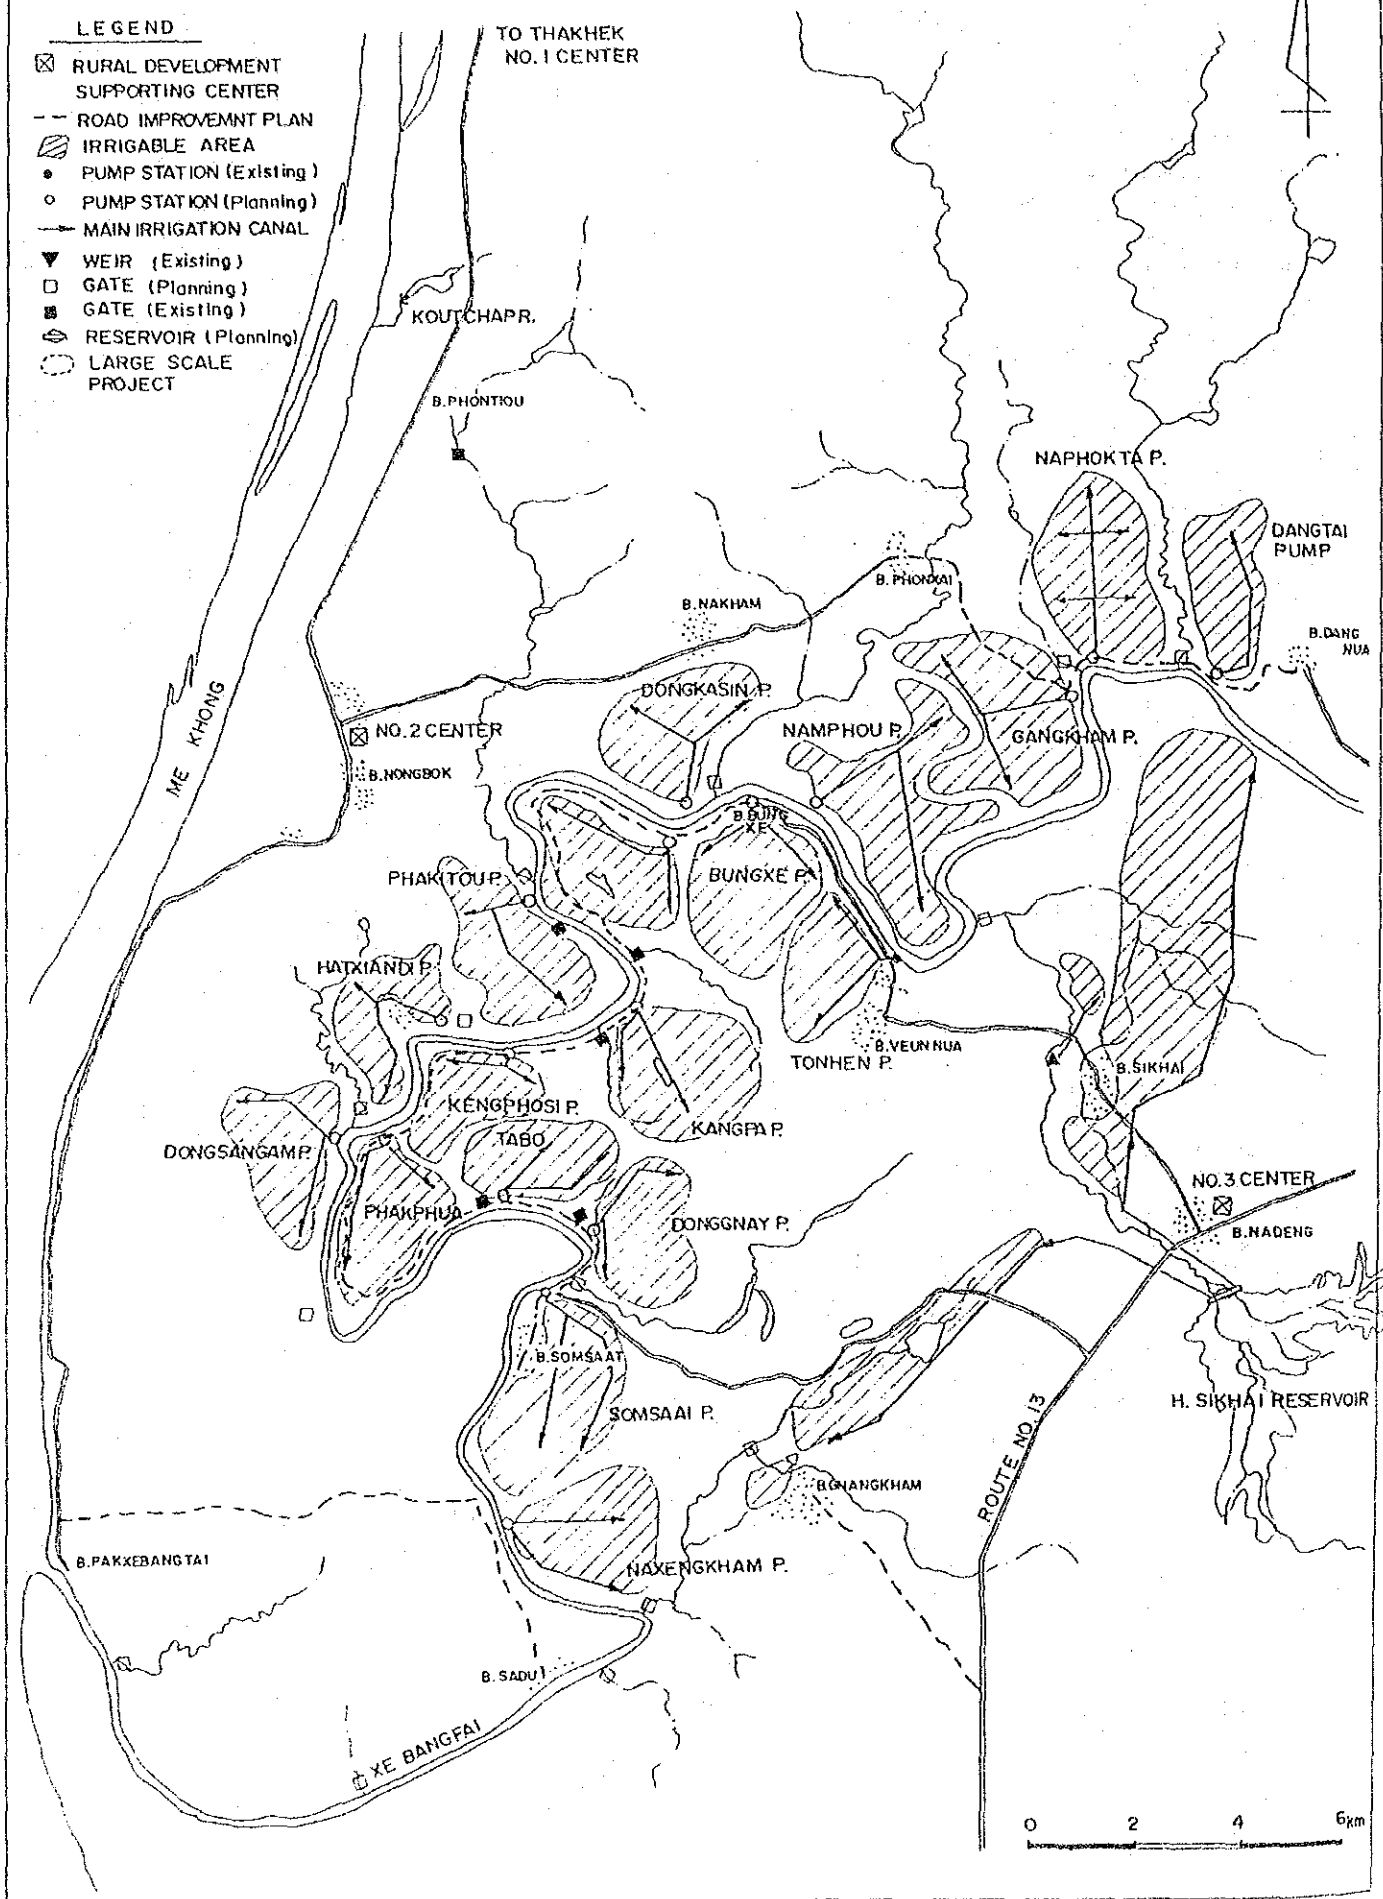 LEGEND
RURAL DEVELOPMENT
SUPPORTING CENTER
ROAD IMPROVEMNT PLAN
IRRIGABLE AREA
PUMP STATION (Existing)
PUMP STATION (Planning)
MAIN IRRIGATION CANAL
WEIR (Existing)
GATE (Planning)
GATE (Existing)
RESERVOIR (Planning)
LARGE SCALE
PROJECT
TO THAKHEK
NO. 1 CENTER
KOUTCHAP R.
B. PHONTIOU
NAPHOKTA P.
DANGTAI
PUMP
B. PHONXAI
B. NAKHAM
B. DANG
NUA
DONGKASIN P.
ME KHONG
NO. 2 CENTER
NAMPHOU P.
GANGKHAM P.
B. NONGBOK
B. BUNG
XE
PHAKITOU P.
BUNGXE P.
HATXIANDI P.
B. VEUN NUA
TONHEN P.
B. SIKHAI
KENGPHOSI P.
KANGPA P.
TABO
DONGSANGAM P.
NO. 3 CENTER
PHAKPHUA
DONGGNAY P.
B. NADENG
B. SOMSAAT
SOMSAAI P.
H. SIKHAI RESERVOIR
ROUTE NO. 13
B. GNANGKHAM
B. PAKXEBANGTAI
NAXENGKHAM P.
B. SADU
XE BANGFAI
0 2 4 6km